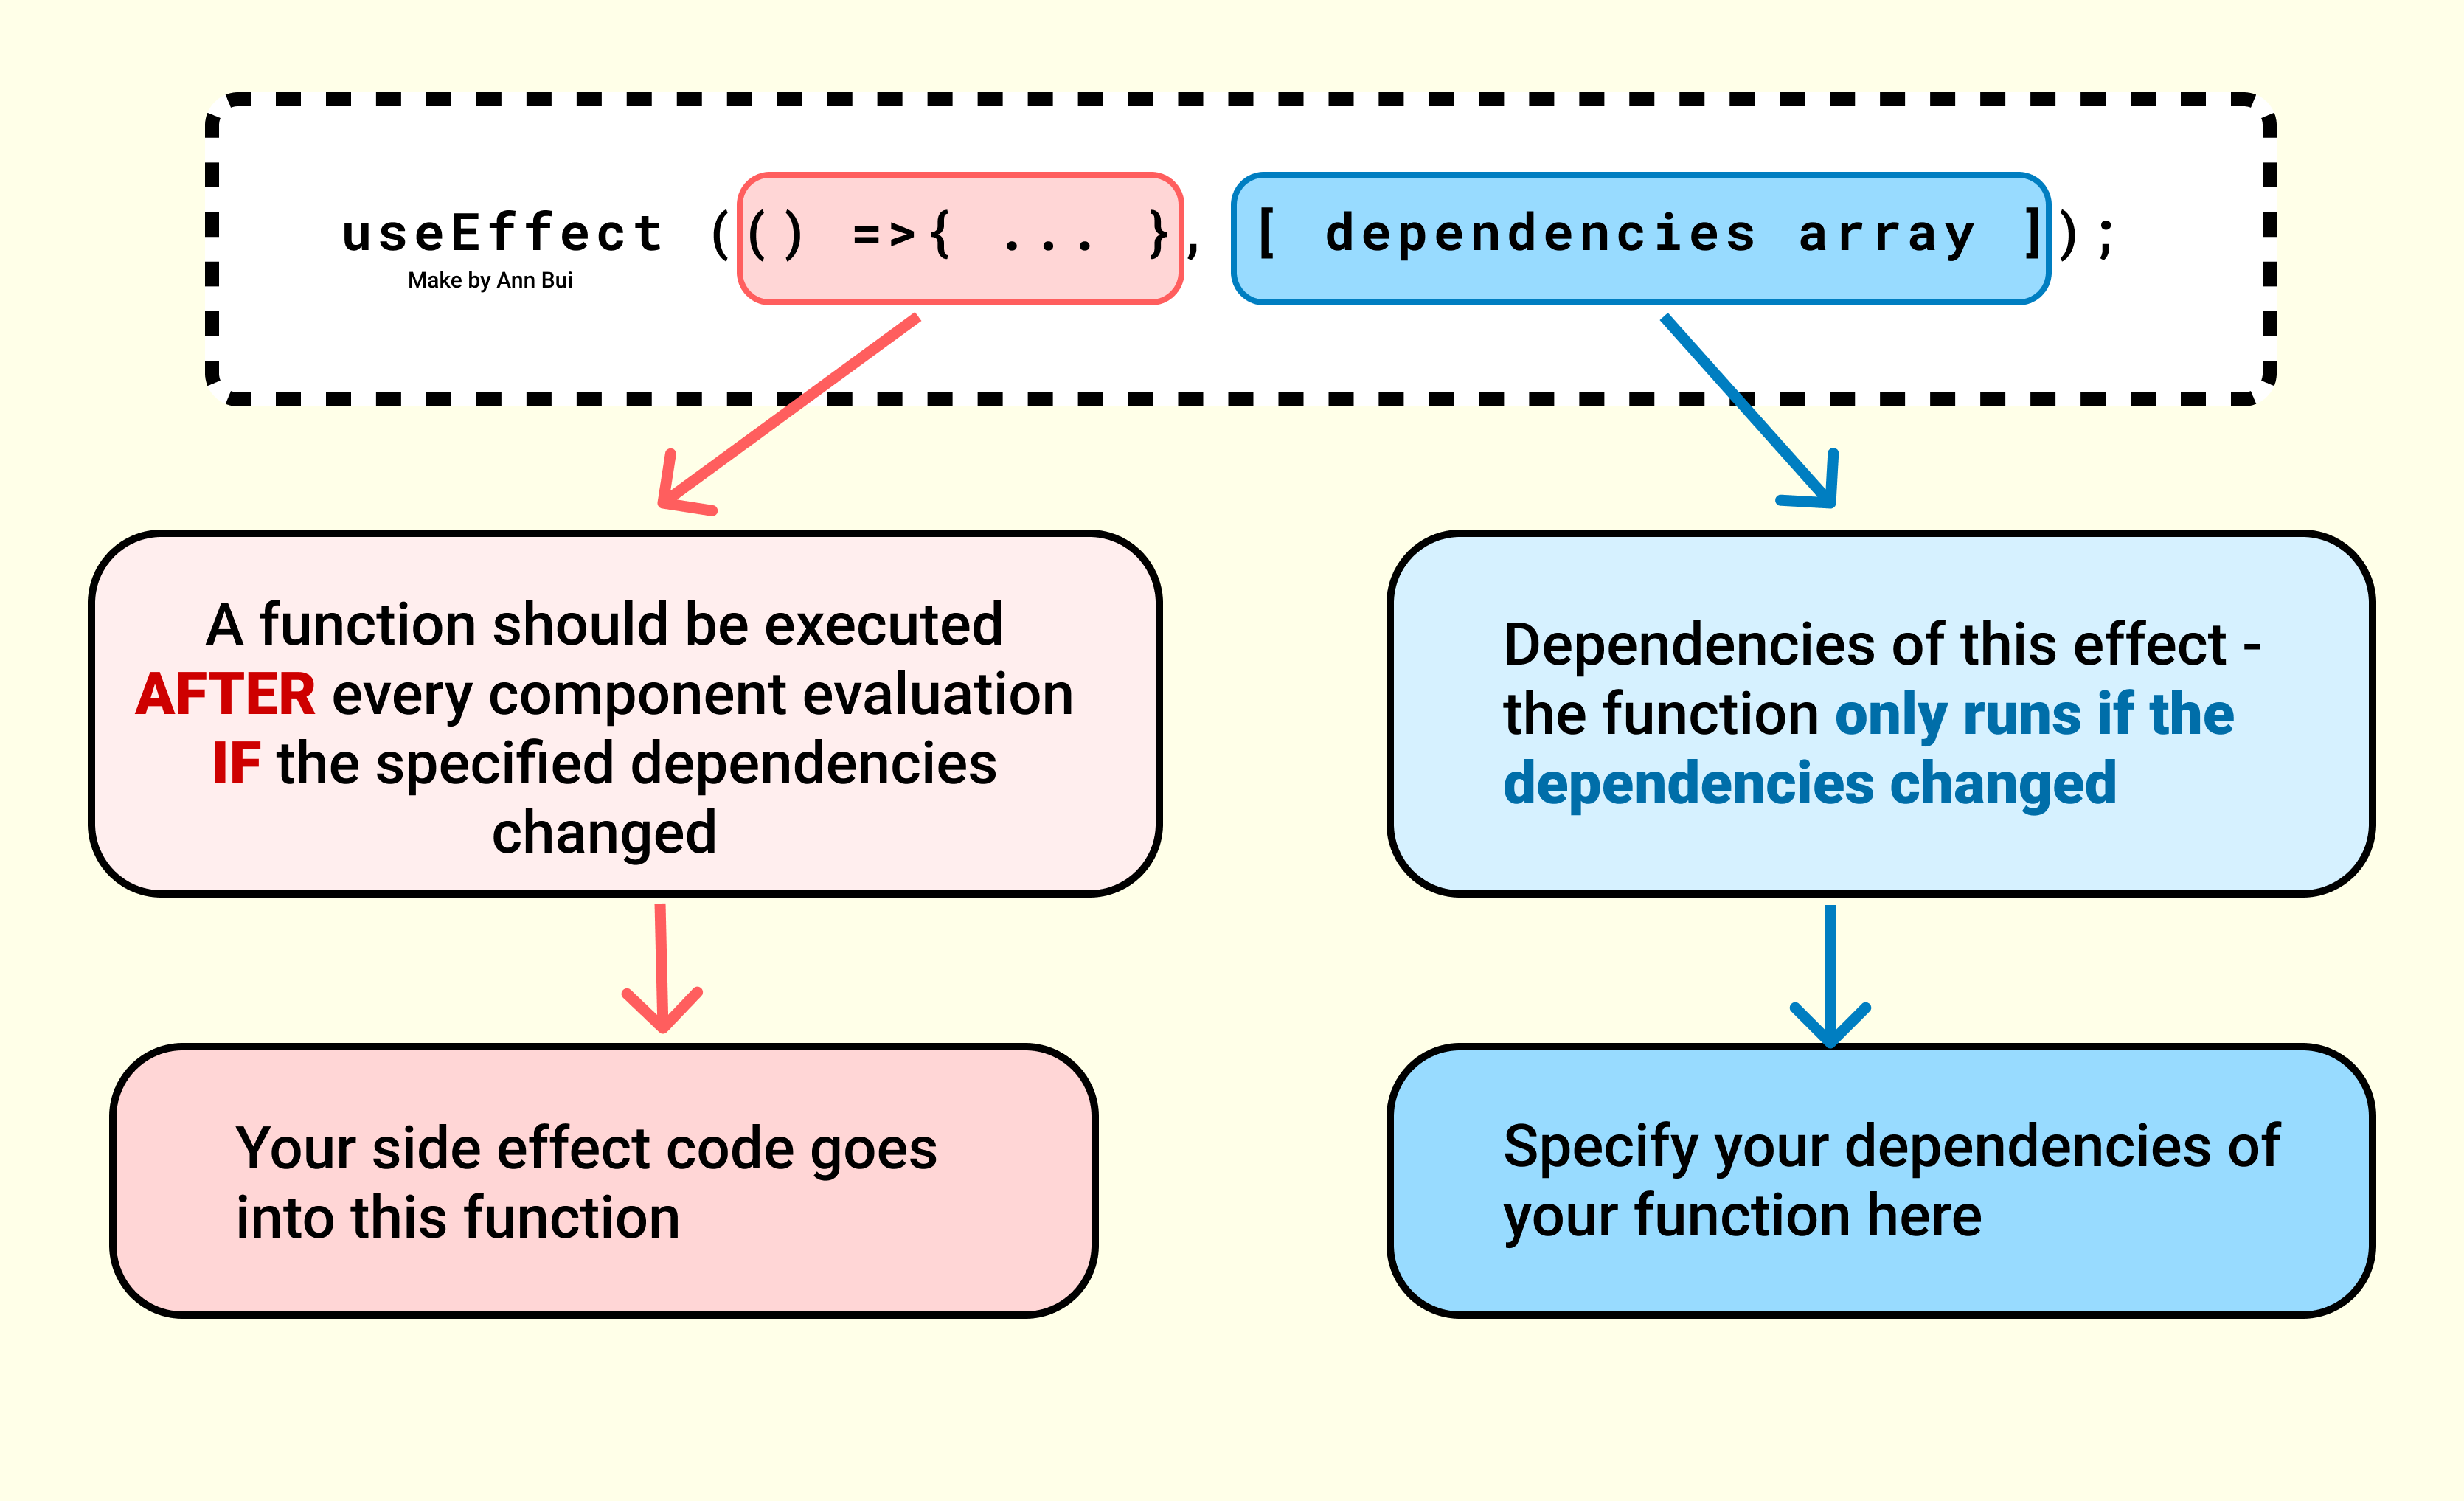 useEffect (() =>{ ... }, [ dependencies array ]);
Make by Ann Bui
A function should be executed
AFTER every component evaluation
IF the specified dependencies
changed
Dependencies of this effect -
the function only runs if the
dependencies changed
Your side effect code goes
into this function
Specify your dependencies of
your function here